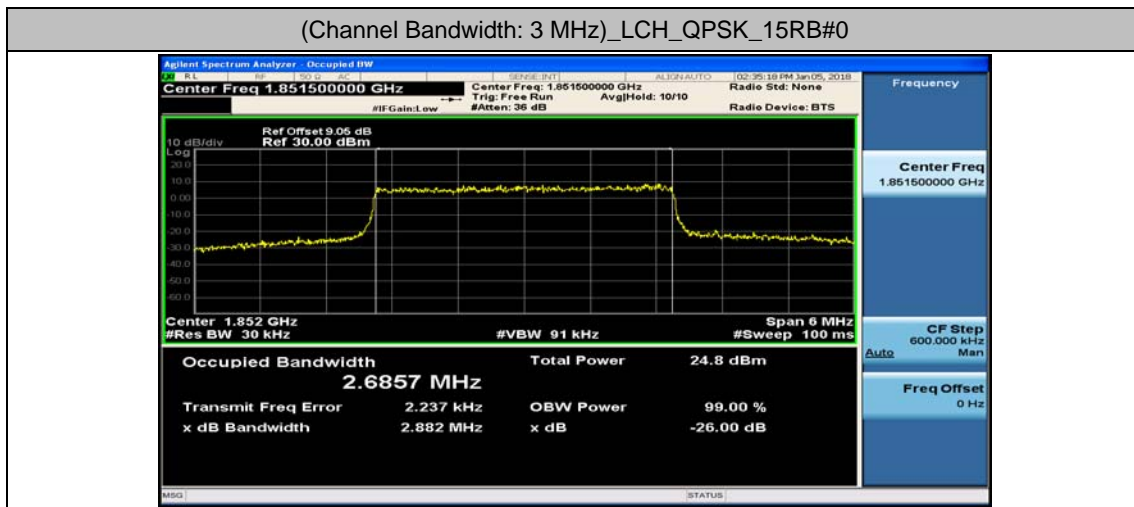 (Channel Bandwidth: 3 MHz)_LCH_QPSK_15RB#0
Agilent Spectrum Analyzer - Occupied BW
RL RF 50 Ω AC SENSE:INT ALIGN AUTO 02:35:18 PM Jan 05, 2018
Center Freq 1.851500000 GHz Center Freq: 1.851500000 GHz Radio Std: None
Trig: Free Run Avg|Hold: 10/10
#IFGain:Low #Atten: 36 dB Radio Device: BTS
Frequency
Ref Offset 9.05 dB
10 dB/div Ref 30.00 dBm
Log
20.0
10.0
0.00
-10.0
-20.0
-30.0
-40.0
-50.0
-60.0
Center 1.852 GHz Span 6 MHz
#Res BW 30 kHz #VBW 91 kHz #Sweep 100 ms
Center Freq
1.851500000 GHz
CF Step
600.000 kHz
Auto Man
Freq Offset
0 Hz
Occupied Bandwidth Total Power 24.8 dBm
2.6857 MHz
Transmit Freq Error 2.237 kHz OBW Power 99.00 %
x dB Bandwidth 2.882 MHz x dB -26.00 dB
MSG STATUS